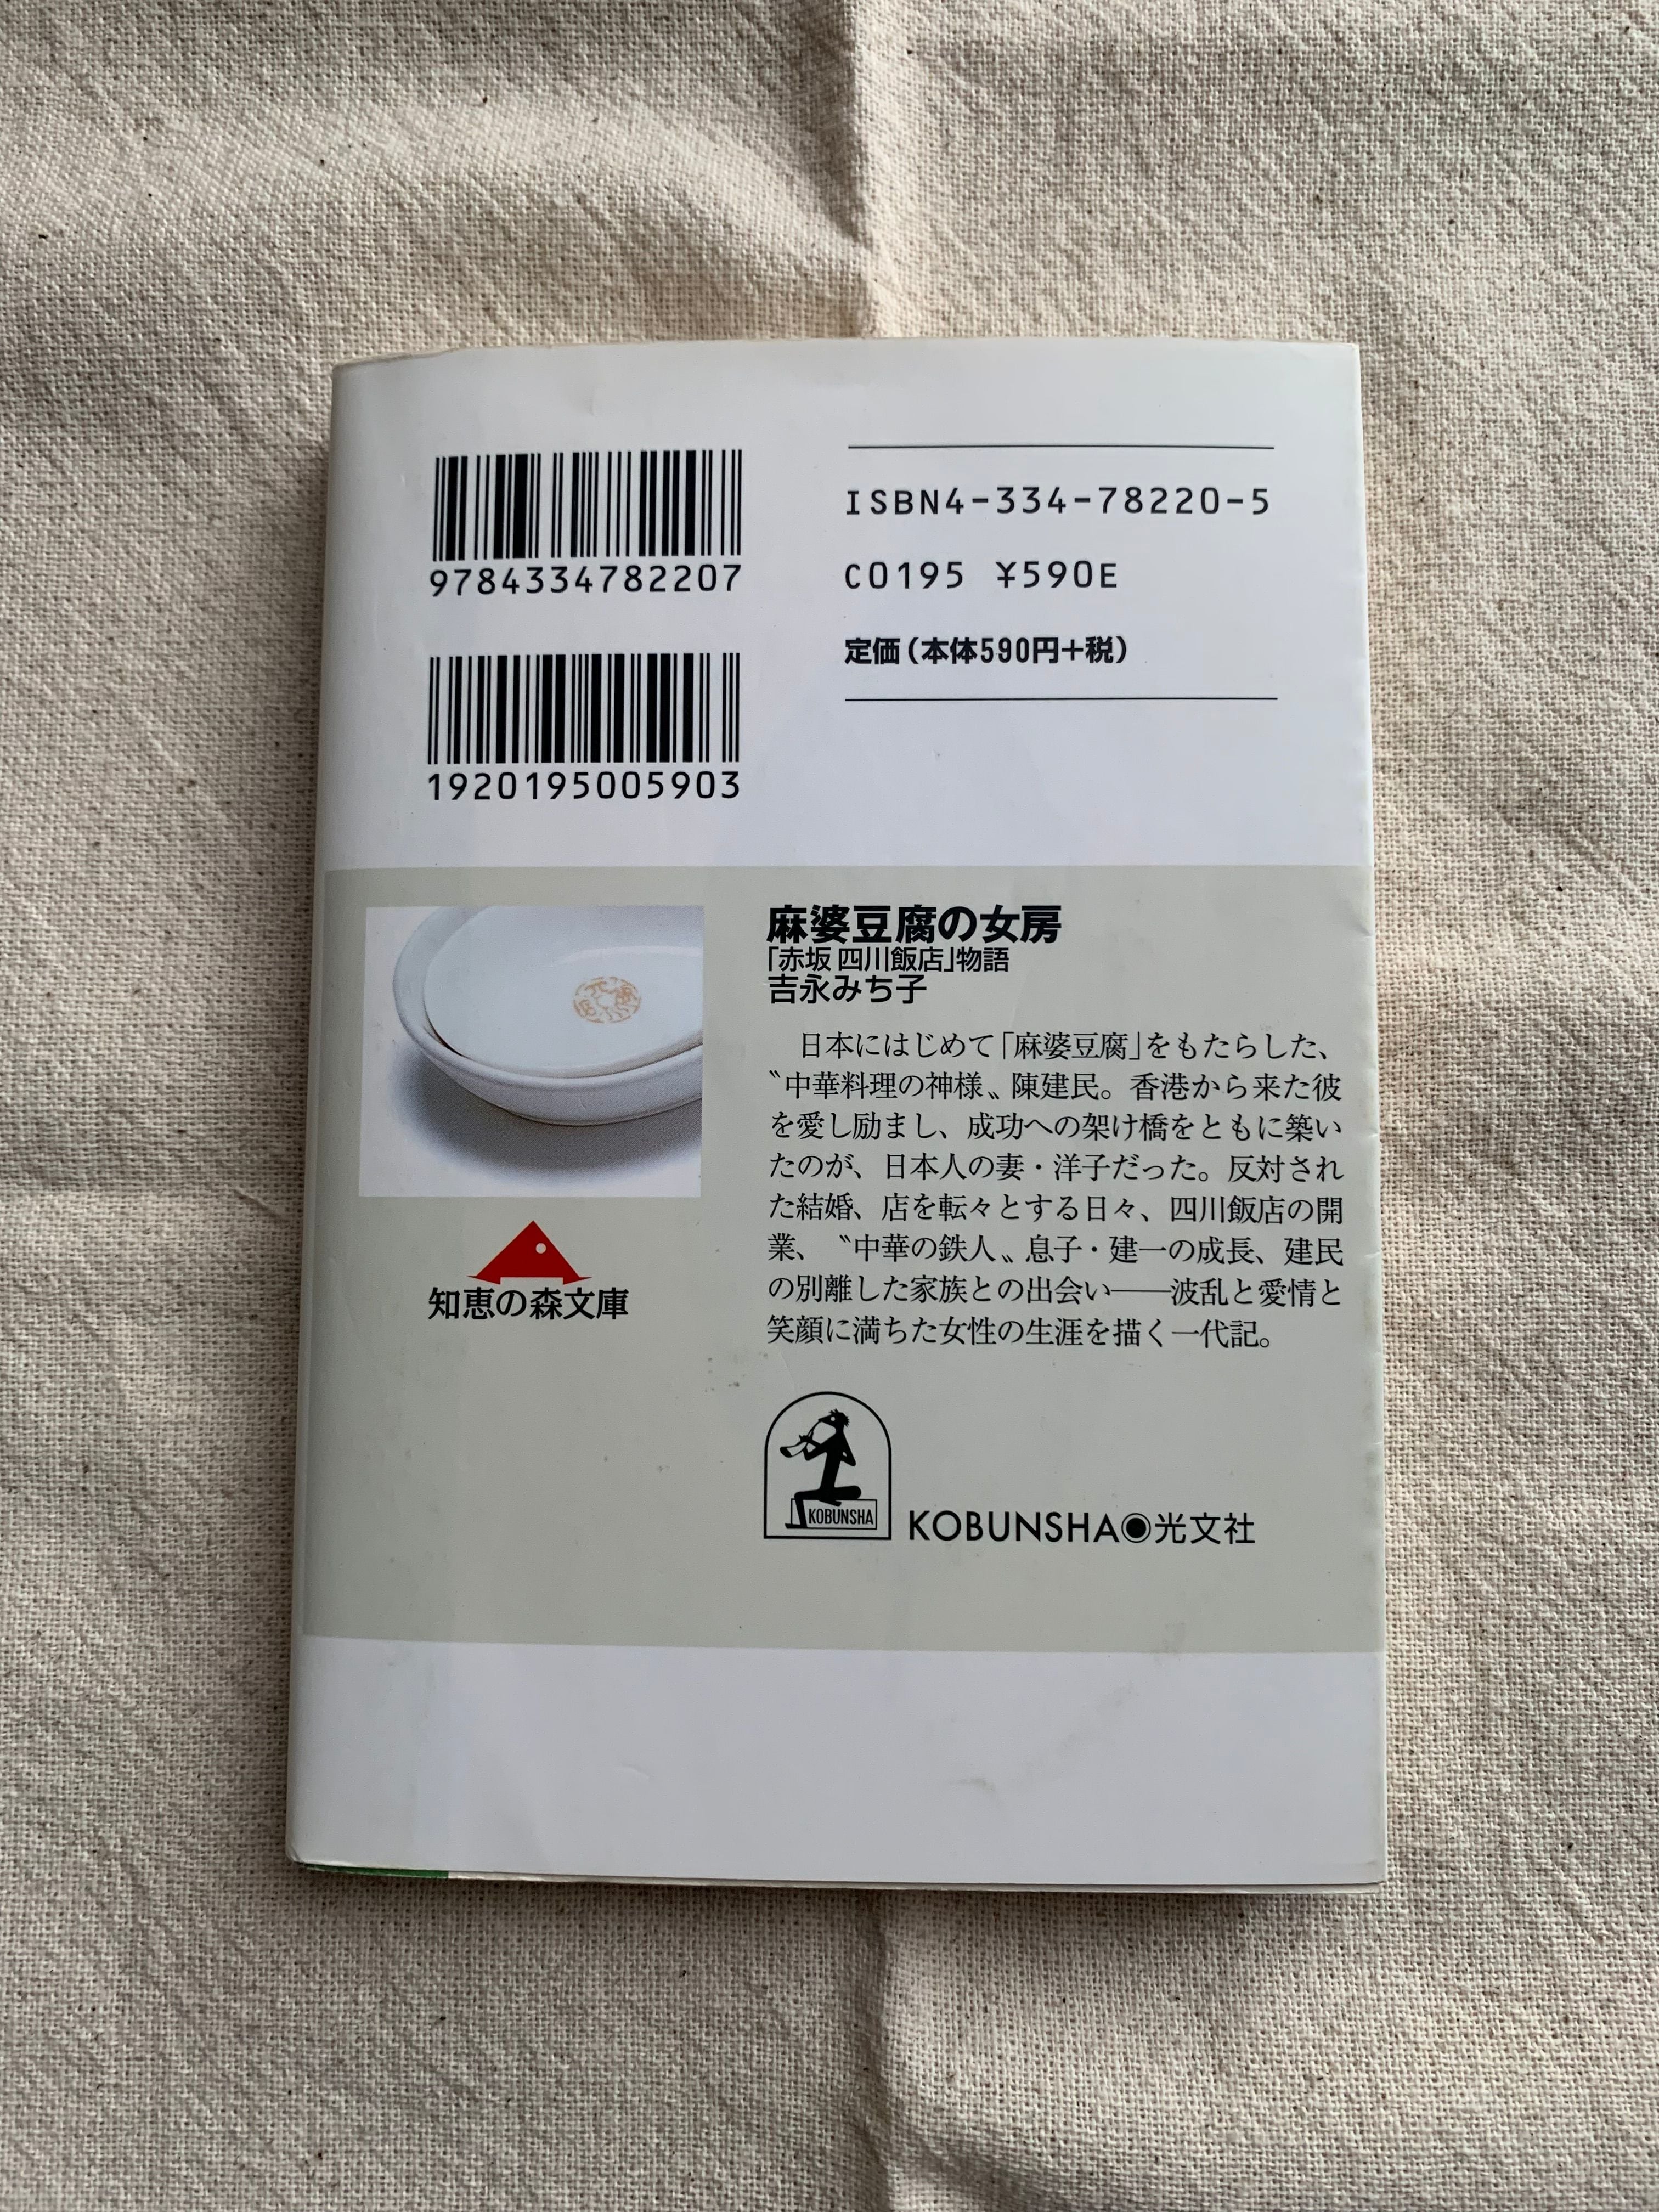 9784334782207
1920195005903
ISBN4-334-78220-5
C0195 ¥590E
定価(本体590円+税)
麻婆豆腐の女房
「赤坂 四川飯店」物語
吉永みち子
日本にはじめて「麻婆豆腐」をもたらした、
〝中華料理の神様〟陳建民。香港から来た彼
を愛し励まし、成功への架け橋をともに築い
たのが、日本人の妻・洋子だった。反対され
た結婚、店を転々とする日々、四川飯店の開
業、〝中華の鉄人〟息子・建一の成長、建民
の別離した家族との出会い——波乱と愛情と
笑顔に満ちた女性の生涯を描く一代記。
知恵の森文庫
KOBUNSHA
KOBUNSHA◉光文社